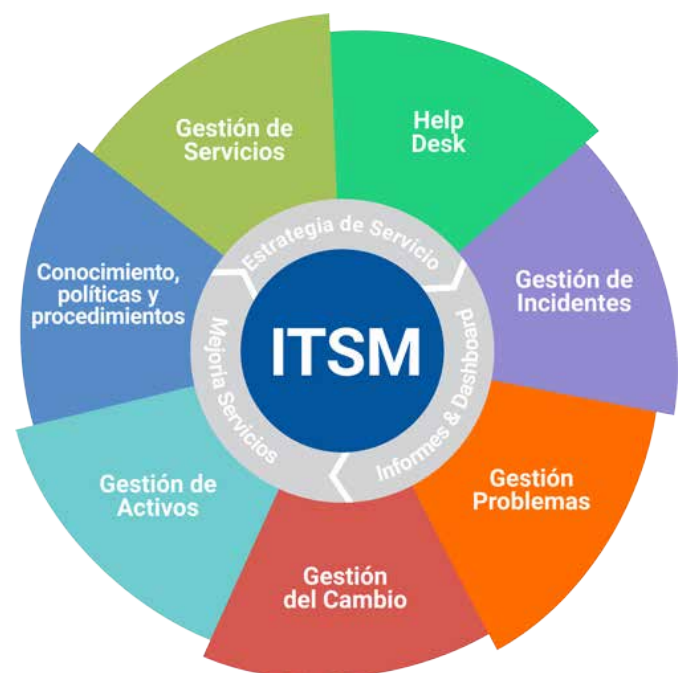 Gestión de
Servicios
Help
Desk
Gestión de
Incidentes
Gestión
Problemas
Gestión
del Cambio
Gestión de
Activos
Conocimiento,
políticas y
procedimientos
Estrategia de Servicio
Informes & Dashboard
Mejoria Servicios
ITSM